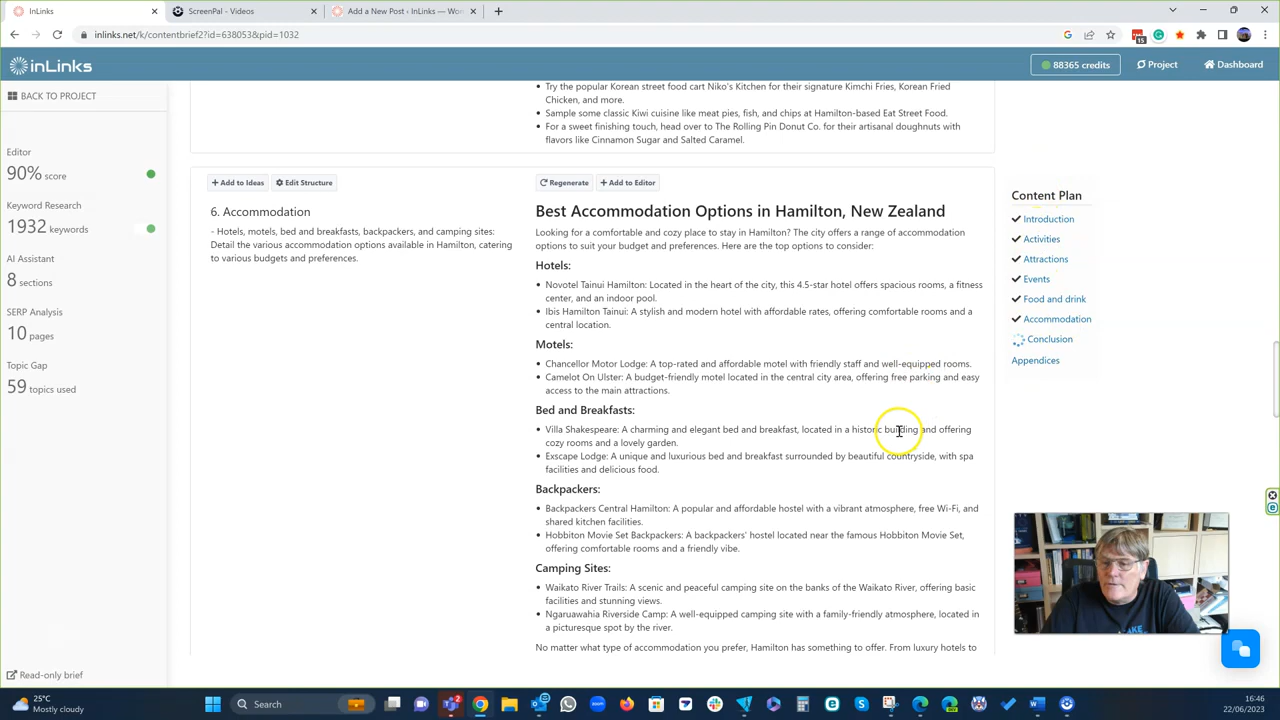 InLinks
ScreenPal - Videos
Add a New Post ‹ InLinks — Wor
inlinks.net/k/contentbrief2?id=638053&pid=1032
15
inLinks
88365 credits
Project
Dashboard
BACK TO PROJECT
Editor
90% score
Keyword Research
1932 keywords
AI Assistant
8 sections
SERP Analysis
10 pages
Topic Gap
59 topics used
Read-only brief
Try the popular Korean street food cart Niko's Kitchen for their signature Kimchi Fries, Korean Fried
Chicken, and more.
Sample some classic Kiwi cuisine like meat pies, fish, and chips at Hamilton-based Eat Street Food.
For a sweet finishing touch, head over to The Rolling Pin Donut Co. for their artisanal doughnuts with
flavors like Cinnamon Sugar and Salted Caramel.
+ Add to Ideas
Edit Structure
6. Accommodation
- Hotels, motels, bed and breakfasts, backpackers, and camping sites:
Detail the various accommodation options available in Hamilton, catering
to various budgets and preferences.
Regenerate
+ Add to Editor
Best Accommodation Options in Hamilton, New Zealand
Looking for a comfortable and cozy place to stay in Hamilton? The city offers a range of accommodation
options to suit your budget and preferences. Here are the top options to consider:
Hotels:
Novotel Tainui Hamilton: Located in the heart of the city, this 4.5-star hotel offers spacious rooms, a fitness
center, and an indoor pool.
Ibis Hamilton Tainui: A stylish and modern hotel with affordable rates, offering comfortable rooms and a
central location.
Motels:
Chancellor Motor Lodge: A top-rated and affordable motel with friendly staff and well-equipped rooms.
Camelot On Ulster: A budget-friendly motel located in the central city area, offering free parking and easy
access to the main attractions.
Bed and Breakfasts:
Villa Shakespeare: A charming and elegant bed and breakfast, located in a historic building and offering
cozy rooms and a lovely garden.
Exscape Lodge: A unique and luxurious bed and breakfast surrounded by beautiful countryside, with spa
facilities and delicious food.
Backpackers:
Backpackers Central Hamilton: A popular and affordable hostel with a vibrant atmosphere, free Wi-Fi, and
shared kitchen facilities.
Hobbiton Movie Set Backpackers: A backpackers' hostel located near the famous Hobbiton Movie Set,
offering comfortable rooms and a friendly vibe.
Camping Sites:
Waikato River Trails: A scenic and peaceful camping site on the banks of the Waikato River, offering basic
facilities and stunning views.
Ngaruawahia Riverside Camp: A well-equipped camping site with a family-friendly atmosphere, located in
a picturesque spot by the river.
No matter what type of accommodation you prefer, Hamilton has something to offer. From luxury hotels to
Content Plan
Introduction
Activities
Attractions
Events
Food and drink
Accommodation
Conclusion
Appendices
25°C
Mostly cloudy
Search
2
16:46
22/06/2023